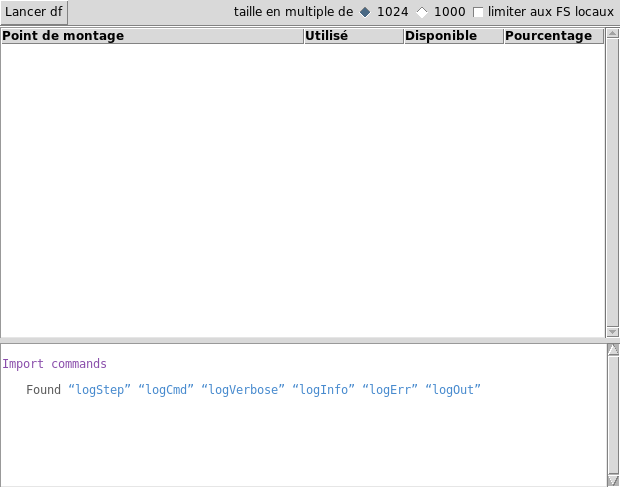 Lancer df taille en multiple de 1024 1000 limiter aux FS locaux
Point de montage Utilisé Disponible Pourcentage
Import commands
Found “logStep” “logCmd” “logVerbose” “logInfo” “logErr” “logOut”